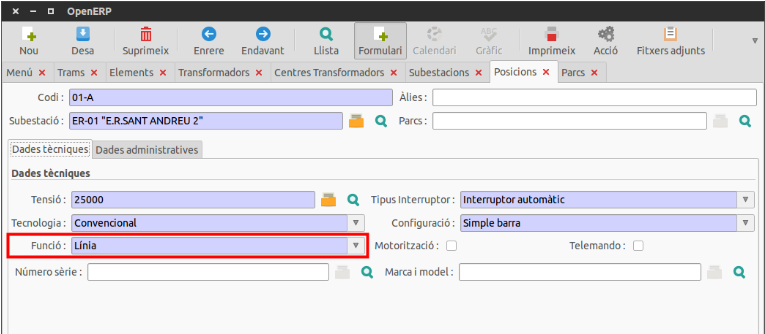 OpenERP
Nou Desa Suprimeix Enrere Endavant Llista Formulari Calendari Gràfic Imprimeix Acció Fitxers adjunts
Menú Trams Elements Transformadors Centres Transformadors Subestacions Posicions Parcs
Codi : 01-A Àlies :
Subestació : ER-01 "E.R.SANT ANDREU 2" Parcs :
Dades tècniques Dades administratives
Dades tècniques
Tensió : 25000 Tipus Interruptor : Interruptor automàtic
Tecnologia : Convencional Configuració : Simple barra
Funció : Línia Motorització : Telemando :
Número sèrie : Marca i model :